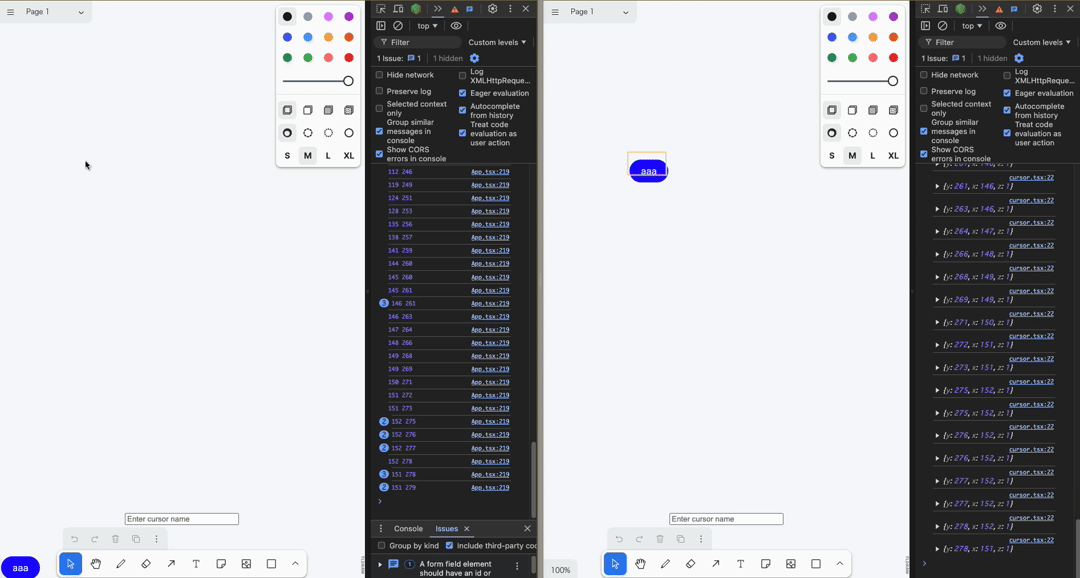 Page 1
S M L XL
Enter cursor name
aaa
top
Filter
Custom levels
1 Issue: 1 1 hidden
Hide network
Log XMLHttpReque...
Preserve log
Eager evaluation
Selected context only
Autocomplete from history
Group similar messages in console
Treat code evaluation as user action
Show CORS errors in console
112 246 App.tsx:219
119 249 App.tsx:219
124 251 App.tsx:219
128 253 App.tsx:219
135 256 App.tsx:219
138 257 App.tsx:219
141 259 App.tsx:219
144 260 App.tsx:219
145 260 App.tsx:219
145 261 App.tsx:219
3 146 261 App.tsx:219
146 263 App.tsx:219
147 264 App.tsx:219
148 266 App.tsx:219
149 268 App.tsx:219
149 269 App.tsx:219
150 271 App.tsx:219
151 272 App.tsx:219
151 273 App.tsx:219
2 152 275 App.tsx:219
2 152 276 App.tsx:219
2 152 277 App.tsx:219
152 278 App.tsx:219
3 151 278 App.tsx:219
2 151 279 App.tsx:219
Console Issues
Group by kind Include third-party coo
1 A form field element
should have an id or
Page 1
S M L XL
aaa
Enter cursor name
100%
top
Filter
Custom levels
1 Issue: 1 1 hidden
Hide network
Log XMLHttpReque...
Preserve log
Eager evaluation
Selected context only
Autocomplete from history
Group similar messages in console
Treat code evaluation as user action
Show CORS errors in console
cursor.tsx:22
{y: 261, x: 146, z: 1}
cursor.tsx:22
{y: 263, x: 146, z: 1}
cursor.tsx:22
{y: 264, x: 147, z: 1}
cursor.tsx:22
{y: 266, x: 148, z: 1}
cursor.tsx:22
{y: 268, x: 149, z: 1}
cursor.tsx:22
{y: 269, x: 149, z: 1}
cursor.tsx:22
{y: 271, x: 150, z: 1}
cursor.tsx:22
{y: 272, x: 151, z: 1}
cursor.tsx:22
{y: 273, x: 151, z: 1}
cursor.tsx:22
{y: 275, x: 152, z: 1}
cursor.tsx:22
{y: 275, x: 152, z: 1}
cursor.tsx:22
{y: 276, x: 152, z: 1}
cursor.tsx:22
{y: 276, x: 152, z: 1}
cursor.tsx:22
{y: 277, x: 152, z: 1}
cursor.tsx:22
{y: 277, x: 152, z: 1}
cursor.tsx:22
{y: 278, x: 152, z: 1}
cursor.tsx:22
{y: 278, x: 151, z: 1}